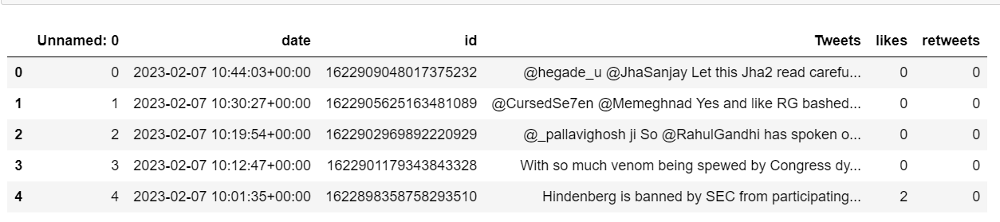 Unnamed: 0 date id Tweets likes retweets
0 0 2023-02-07 10:44:03+00:00 1622909048017375232 @hegade_u @JhaSanjay Let this Jha2 read carefu... 0 0
1 1 2023-02-07 10:30:27+00:00 1622905625163481089 @CursedSe7en @Memeghnad Yes and like RG bashed... 0 0
2 2 2023-02-07 10:19:54+00:00 1622902969892220929 @_pallavighosh ji So @RahulGandhi has spoken o... 0 0
3 3 2023-02-07 10:12:47+00:00 1622901179343843328 With so much venom being spewed by Congress dy... 0 0
4 4 2023-02-07 10:01:35+00:00 1622898358758293510 Hindenberg is banned by SEC from participating... 2 0